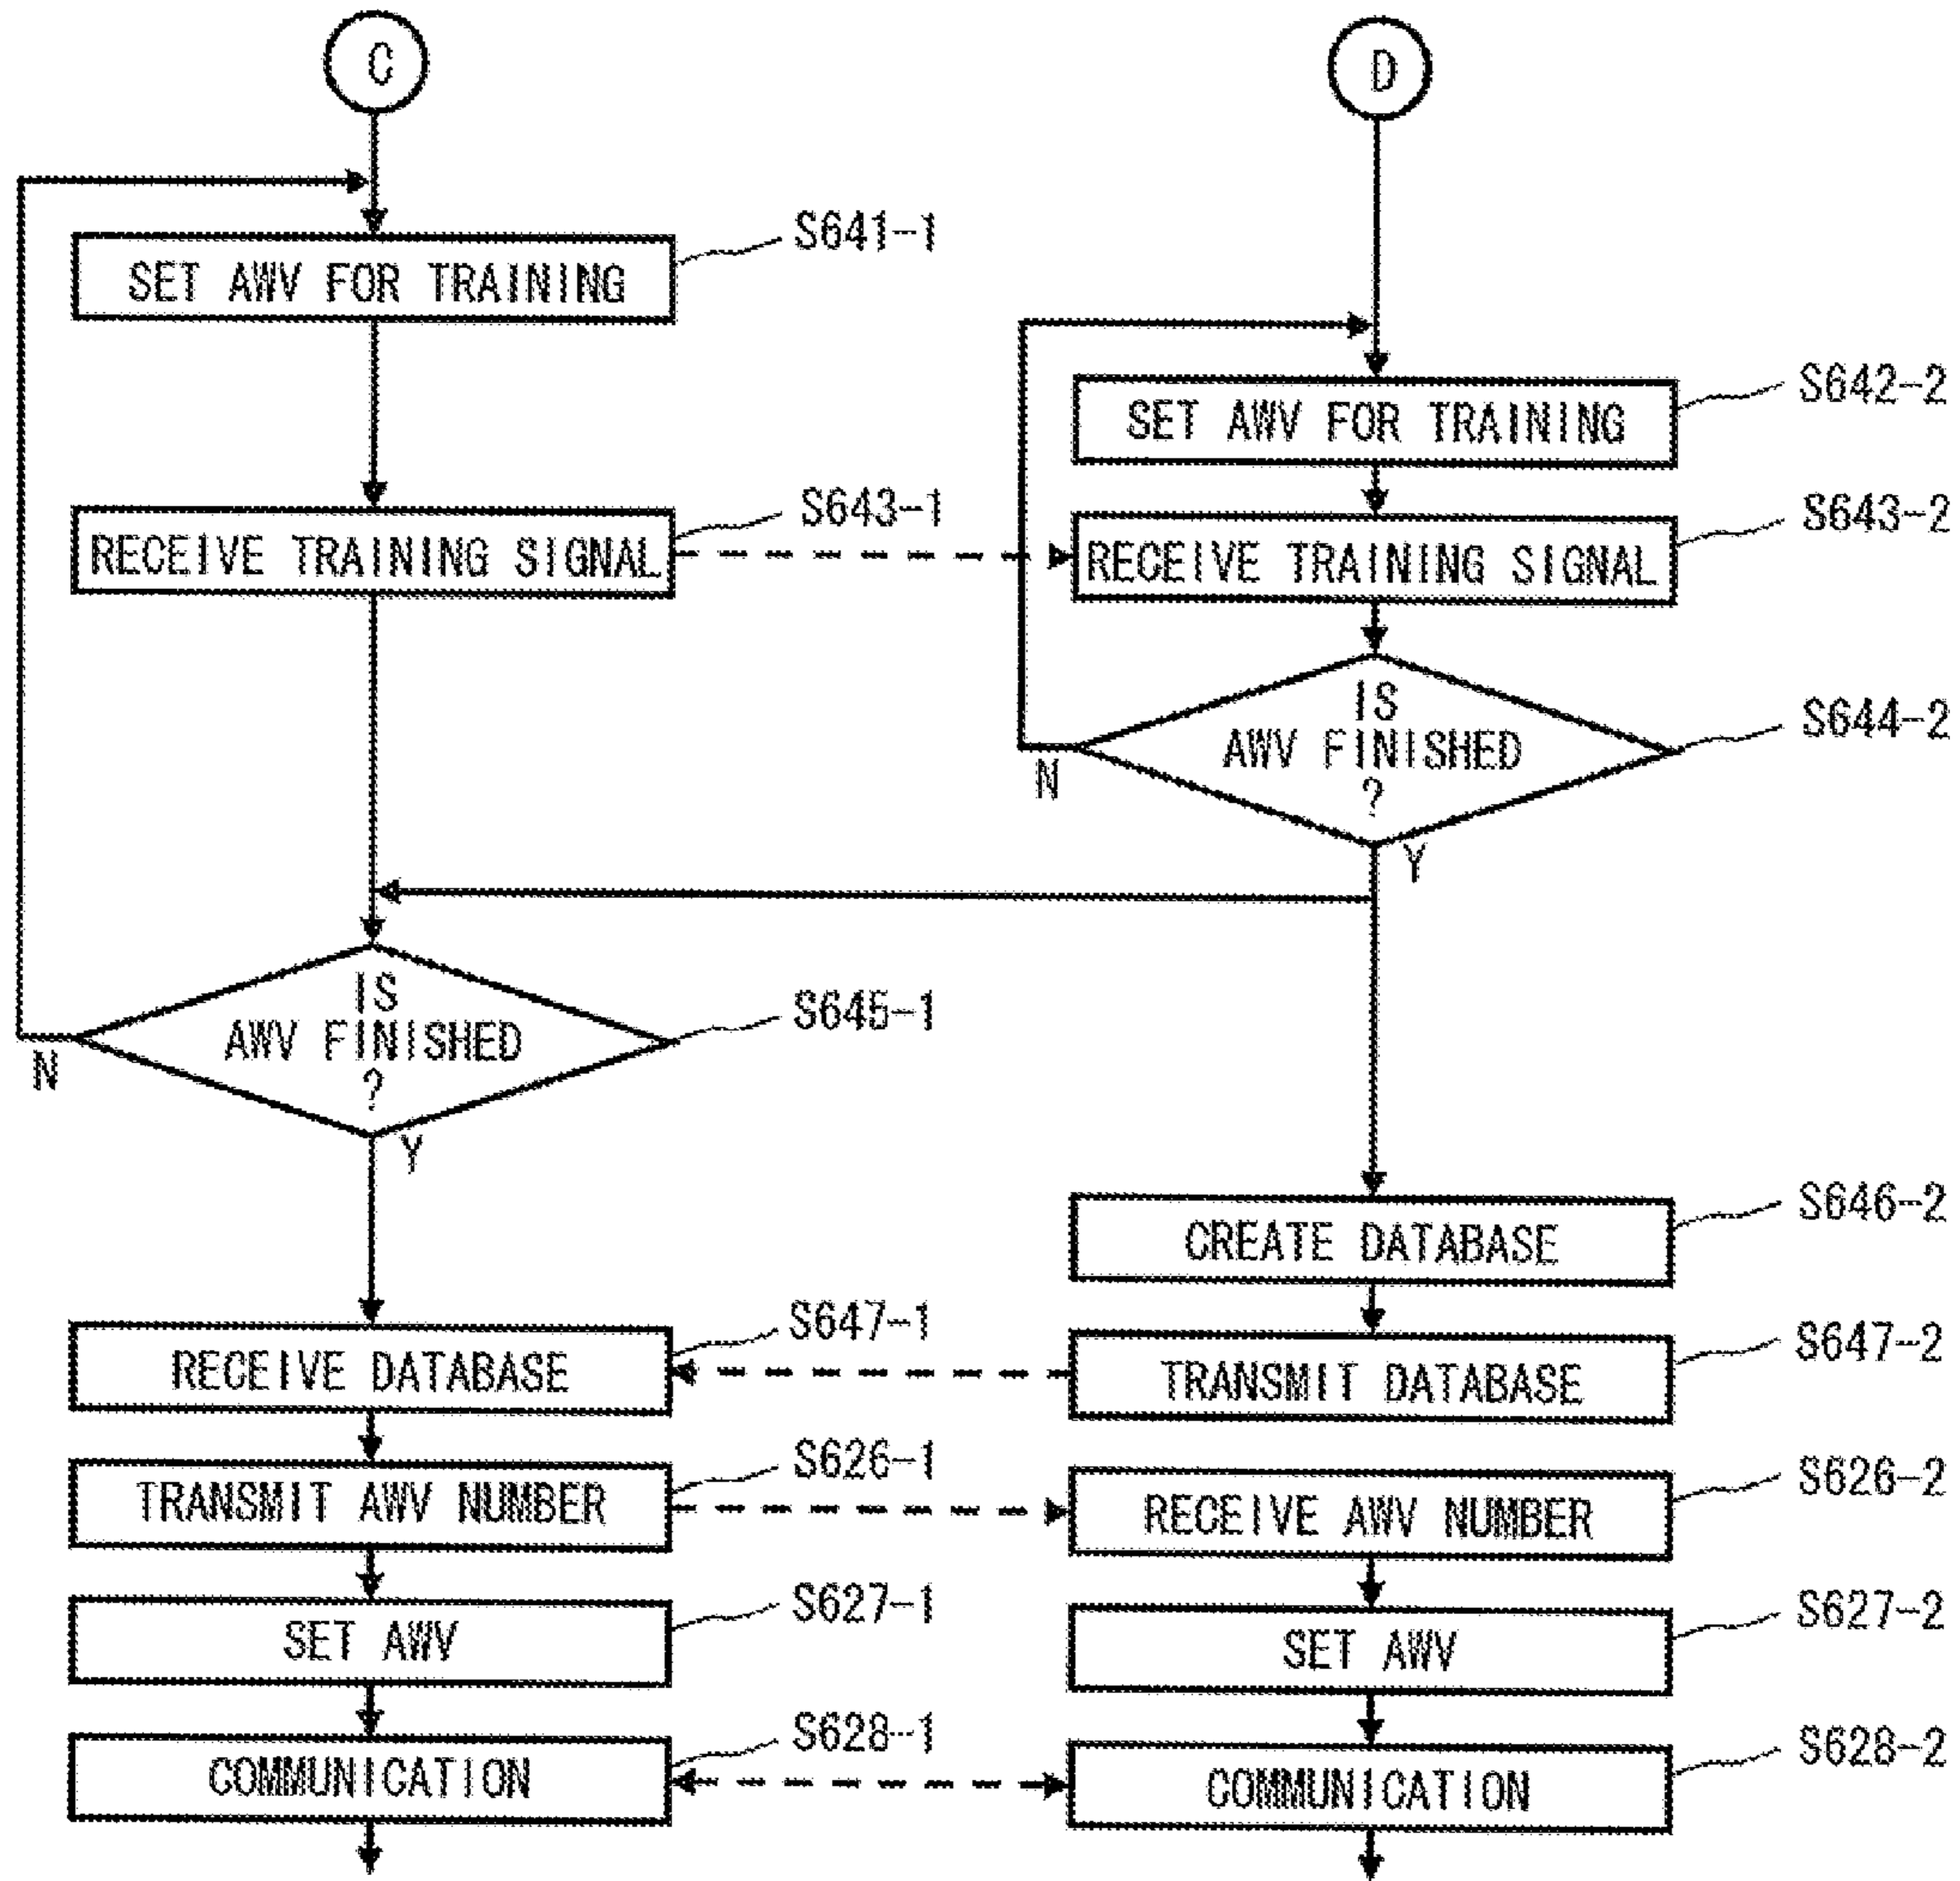 C
D
SET AWV FOR TRAINING
S641-1
SET AWV FOR TRAINING
S642-2
RECEIVE TRAINING SIGNAL
S643-1
RECEIVE TRAINING SIGNAL
S643-2
IS
AWV FINISHED
?
N
Y
S644-2
IS
AWV FINISHED
?
N
Y
S645-1
CREATE DATABASE
S646-2
RECEIVE DATABASE
S647-1
TRANSMIT DATABASE
S647-2
TRANSMIT AWV NUMBER
S626-1
RECEIVE AWV NUMBER
S626-2
SET AWV
S627-1
SET AWV
S627-2
COMMUNICATION
S628-1
COMMUNICATION
S628-2